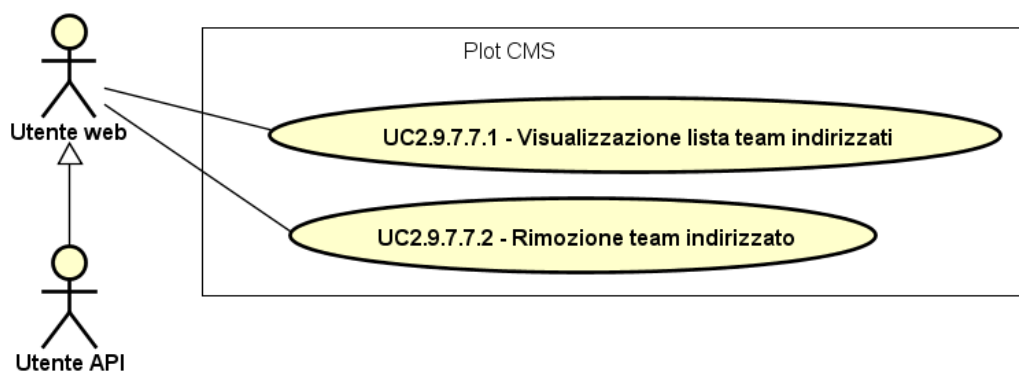 Plot CMS
Utente web
UC2.9.7.7.1 - Visualizzazione lista team indirizzati
UC2.9.7.7.2 - Rimozione team indirizzato
Utente API